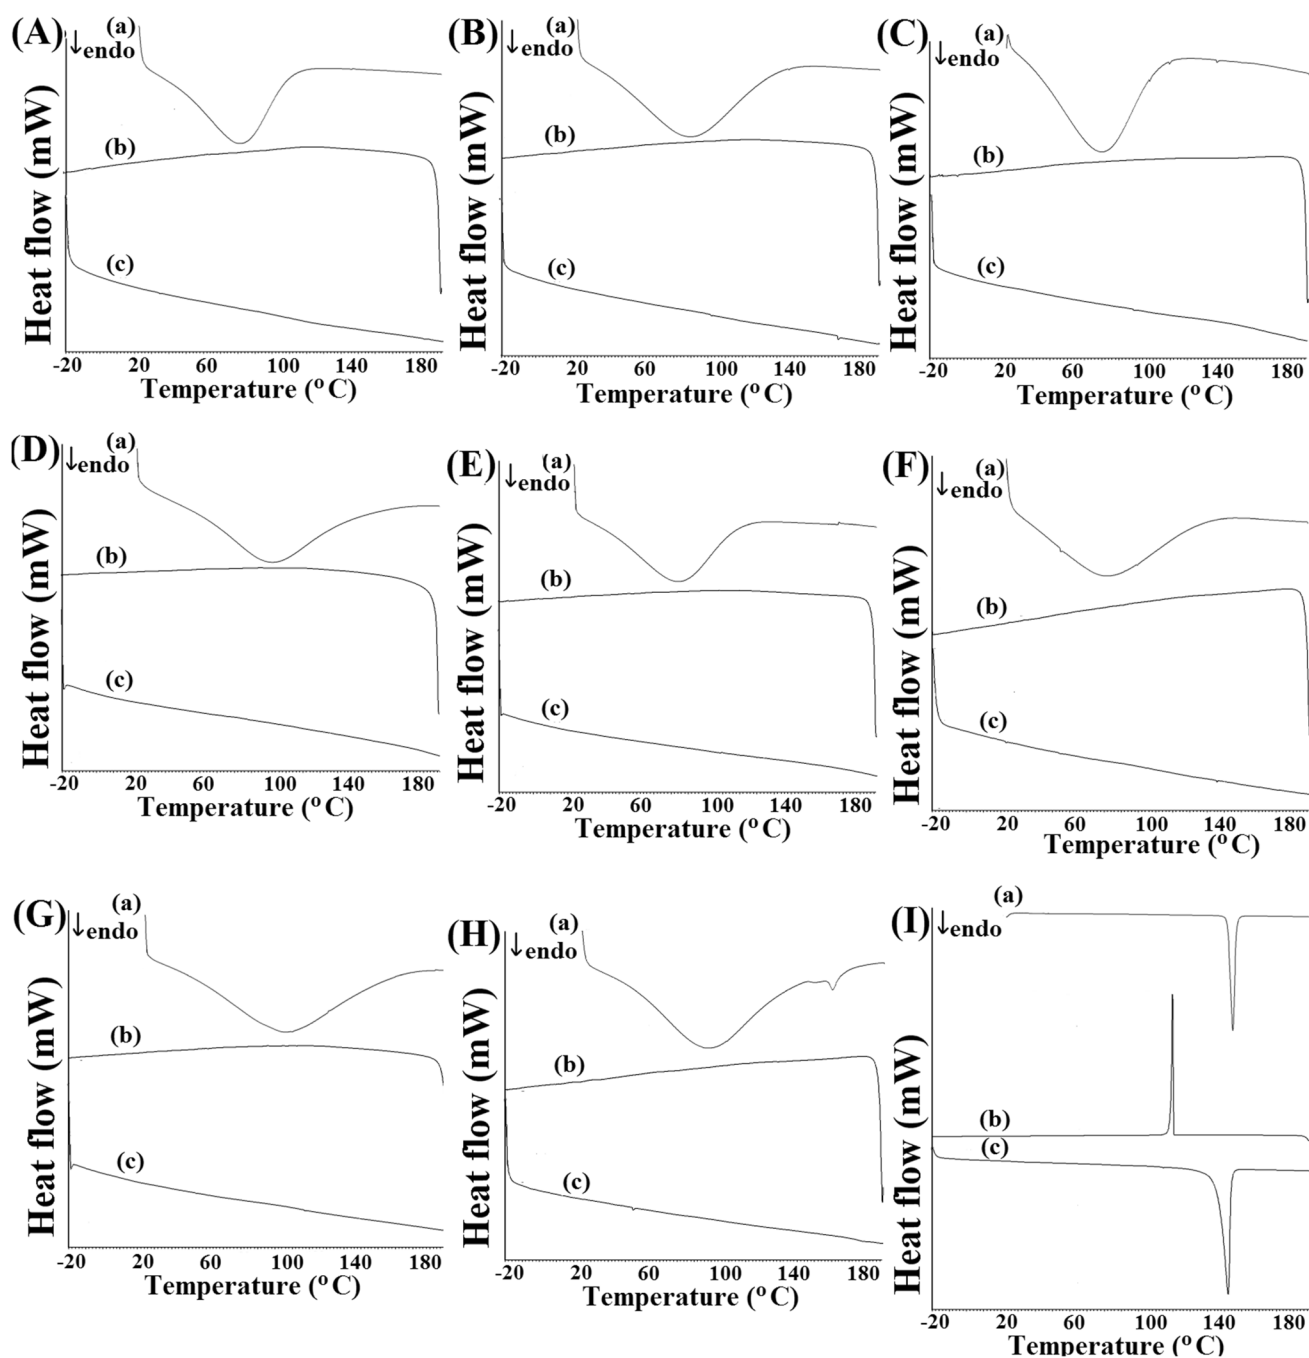 (A)
(a)
↓endo
(b)
(c)
Heat flow (mW)
-20 20 60 100 140 180
Temperature (°C)
(B)
(a)
↓endo
(b)
(c)
Heat flow (mW)
-20 20 60 100 140 180
Temperature (°C)
(C)
(a)
↓endo
(b)
(c)
Heat flow (mW)
-20 20 60 100 140 180
Temperature (°C)
(D)
(a)
↓endo
(b)
(c)
Heat flow (mW)
-20 20 60 100 140 180
Temperature (°C)
(E)
(a)
↓endo
(b)
(c)
Heat flow (mW)
-20 20 60 100 140 180
Temperature (°C)
(F)
(a)
↓endo
(b)
(c)
Heat flow (mW)
-20 20 60 100 140 180
Temperature (°C)
(G)
(a)
↓endo
(b)
(c)
Heat flow (mW)
-20 20 60 100 140 180
Temperature (°C)
(H)
(a)
↓endo
(b)
(c)
Heat flow (mW)
-20 20 60 100 140 180
Temperature (°C)
(I)
(a)
↓endo
(b)
(c)
Heat flow (mW)
-20 20 60 100 140 180
Temperature (°C)